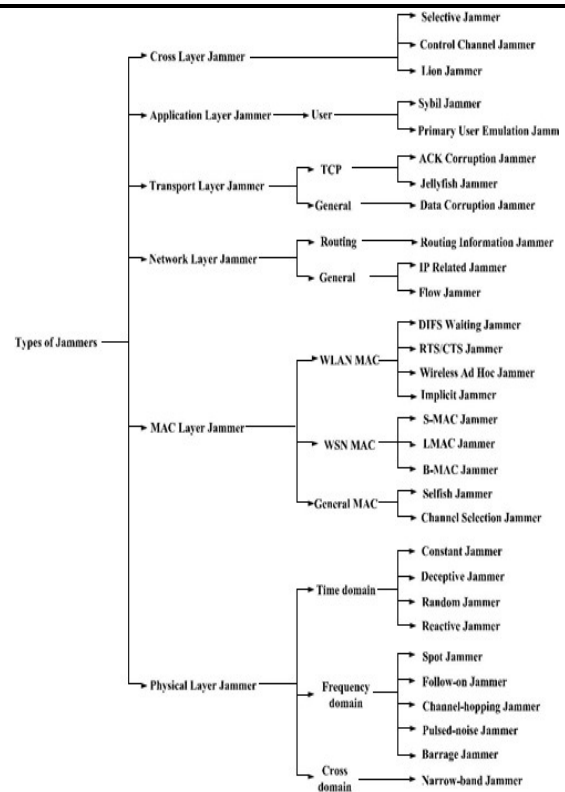 Selective Jammer
Cross Layer Jammer
Control Channel Jammer
Lion Jammer
Application Layer Jammer
User
Sybil Jammer
Primary User Emulation Jamm
Transport Layer Jammer
TCP
ACK Corruption Jammer
Jellyfish Jammer
General
Data Corruption Jammer
Network Layer Jammer
Routing
Routing Information Jammer
General
IP Related Jammer
Flow Jammer
Types of Jammers
MAC Layer Jammer
WLAN MAC
DIFS Waiting Jammer
RTS/CTS Jammer
Wireless Ad Hoc Jammer
Implicit Jammer
WSN MAC
S-MAC Jammer
LMAC Jammer
B-MAC Jammer
General MAC
Selfish Jammer
Channel Selection Jammer
Physical Layer Jammer
Time domain
Constant Jammer
Deceptive Jammer
Random Jammer
Reactive Jammer
Frequency
domain
Spot Jammer
Follow-on Jammer
Channel-hopping Jammer
Pulsed-noise Jammer
Barrage Jammer
Cross
domain
Narrow-band Jammer